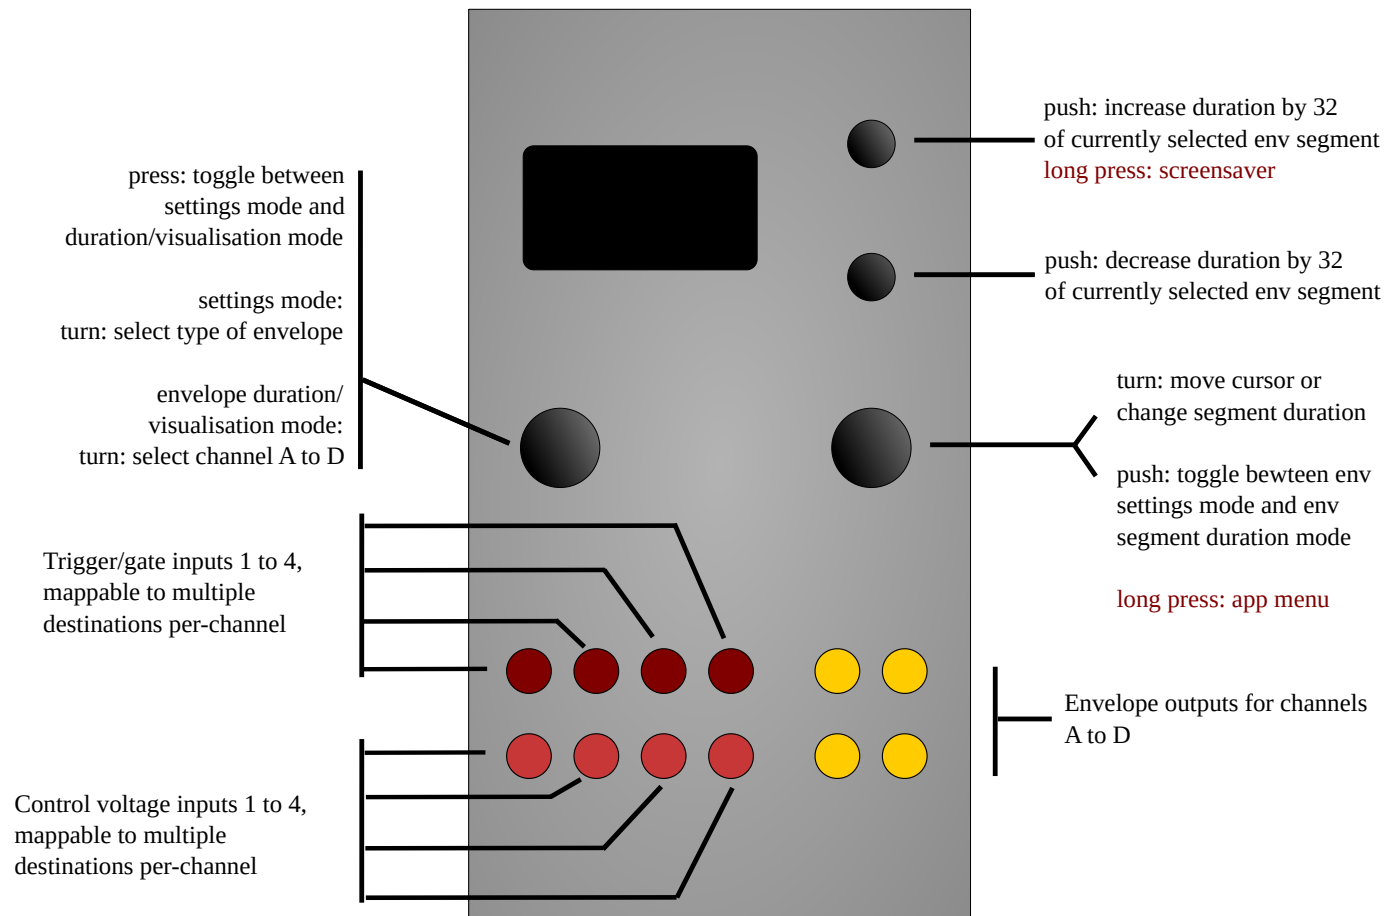 press: toggle between
settings mode and
duration/visualisation mode
settings mode:
turn: select type of envelope
envelope duration/
visualisation mode:
turn: select channel A to D
Trigger/gate inputs 1 to 4,
mappable to multiple
destinations per-channel
Control voltage inputs 1 to 4,
mappable to multiple
destinations per-channel
push: increase duration by 32
of currently selected env segment
long press: screensaver
push: decrease duration by 32
of currently selected env segment
turn: move cursor or
change segment duration
push: toggle bewteen env
settings mode and env
segment duration mode
long press: app menu
Envelope outputs for channels
A to D